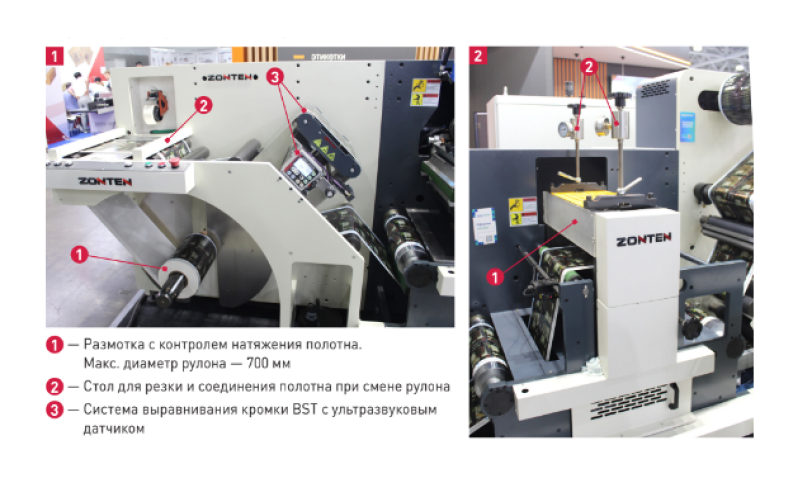 1
ZONTEN
ЭТИКЕТКИ
3
2
ZONTEN
1
2
2
ZONTEN
1
1 — Размотка с контролем натяжения полотна.
Макс. диаметр рулона — 700 мм
2 — Стол для резки и соединения полотна при смене рулона
3 — Система выравнивания кромки BST с ультразвуковым
датчиком